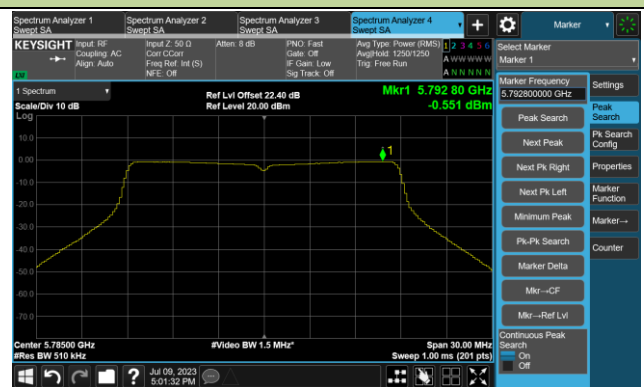 Spectrum Analyzer 1
Swept SA
Spectrum Analyzer 2
Swept SA
Spectrum Analyzer 3
Swept SA
Spectrum Analyzer 4
Swept SA
+
Marker
KEYSIGHT
Input: RF
Coupling: AC
Align: Auto
Input Z: 50 Ω
Corr CCorr
Freq Ref: Int (S)
NFE: Off
Atten: 8 dB
PNO: Fast
Gate: Off
IF Gain: Low
Sig Track: Off
Avg Type: Power (RMS)
Avg|Hold: 1250/1250
Trig: Free Run
1 2 3 4 5 6
A W W W W W
A N N N N N
LW
Select Marker
Marker 1
1 Spectrum
Scale/Div 10 dB
Log
Ref Lvl Offset 22.40 dB
Ref Level 20.00 dBm
Mkr1 5.792 80 GHz
-0.551 dBm
10.0
0.00
-10.0
-20.0
-30.0
-40.0
-50.0
-60.0
-70.0
1
Center 5.78500 GHz
#Res BW 510 kHz
#Video BW 1.5 MHz*
Span 30.00 MHz
Sweep 1.00 ms (201 pts)
Marker Frequency
5.792800000 GHz
Peak Search
Next Peak
Next Pk Right
Next Pk Left
Minimum Peak
Pk-Pk Search
Marker Delta
Mkr→CF
Mkr→Ref Lvl
Continuous Peak
Search
On
Off
Settings
Peak
Search
Pk Search
Config
Properties
Marker
Function
Marker→
Counter
?
Jul 09, 2023
5:01:32 PM